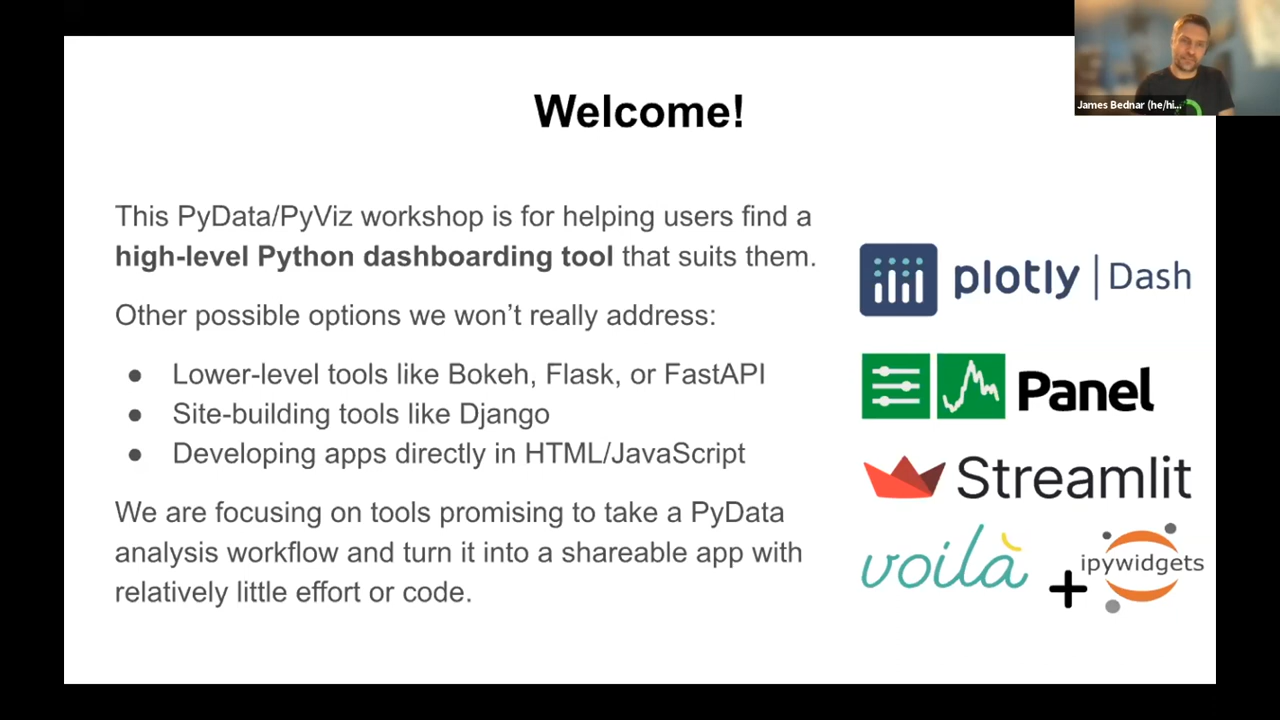 James Bednar (he/hi...
Welcome!
This PyData/PyViz workshop is for helping users find a
high-level Python dashboarding tool that suits them.
Other possible options we won’t really address:
● Lower-level tools like Bokeh, Flask, or FastAPI
● Site-building tools like Django
● Developing apps directly in HTML/JavaScript
We are focusing on tools promising to take a PyData
analysis workflow and turn it into a shareable app with
relatively little effort or code.
plotly | Dash
Panel
Streamlit
voilà + ipywidgets